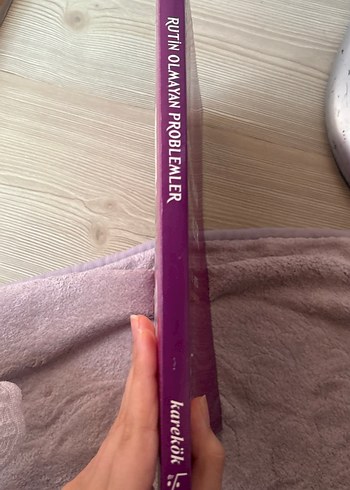 RUTİN OLMAYAN PROBLEMLER
karekök